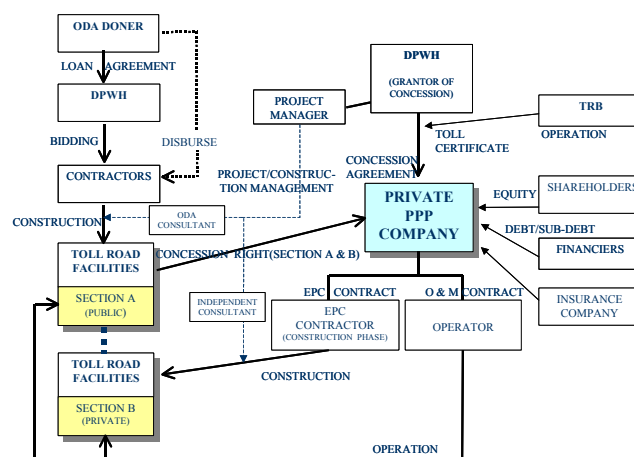 ODA DONER
LOAN AGREEMENT
DPWH
BIDDING
DISBURSE
CONTRACTORS
CONSTRUCTION
ODA
CONSULTANT
TOLL ROAD
FACILITIES
SECTION A
(PUBLIC)
TOLL ROAD
FACILITIES
SECTION B
(PRIVATE)
PROJECT
MANAGER
PROJECT/CONSTRUC-
TION MANAGEMENT
DPWH
(GRANTOR OF
CONCESSION)
TRB
OPERATION
TOLL
CERTIFICATE
CONCESSION
AGREEMENT
PRIVATE
PPP
COMPANY
EQUITY
SHAREHOLDERS
DEBT/SUB-DEBT
FINANCIERS
INSURANCE
COMPANY
CONCESSION RIGHT(SECTION A & B)
INDEPENDENT
CONSULTANT
EPC CONTRACT
O & M CONTRACT
EPC
CONTRACTOR
(CONSTRUCTION PHASE)
OPERATOR
CONSTRUCTION
OPERATION